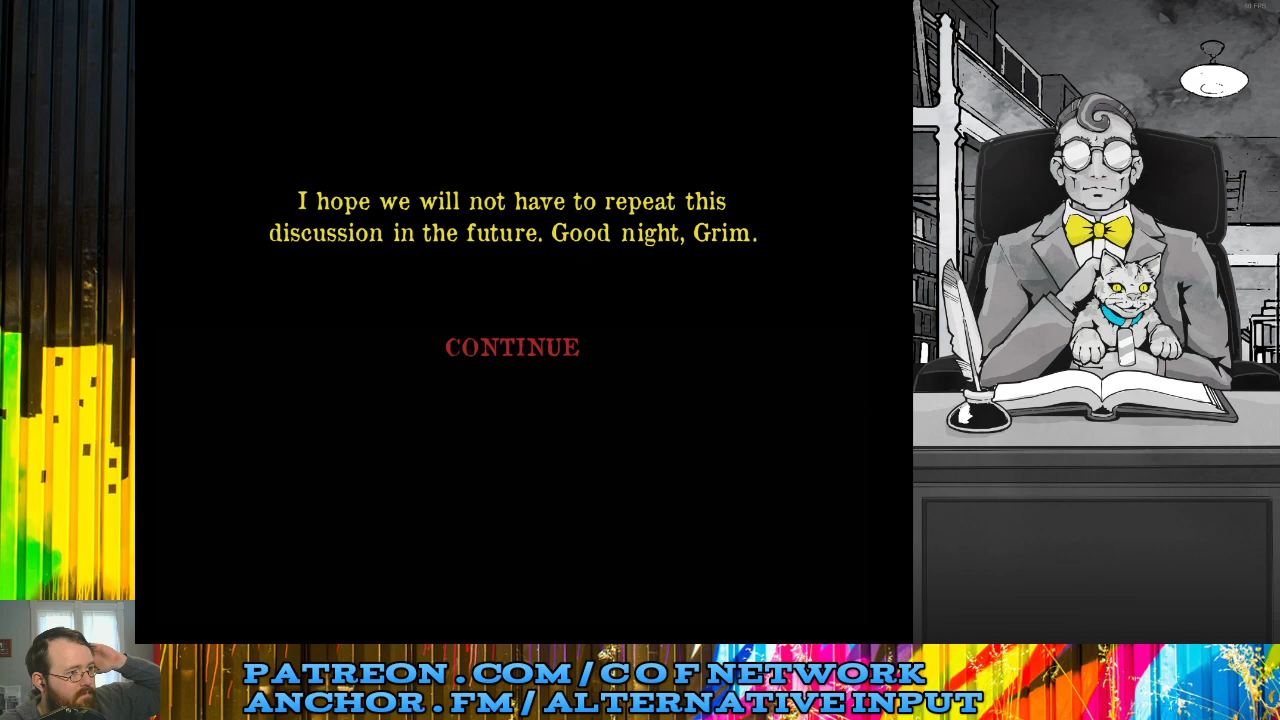 I hope we will not have to repeat this
discussion in the future. Good night, Grim.
CONTINUE
PATREON.COM/COFNETWORK
ANCHOR.FM/ALTERNATIVEINPUT